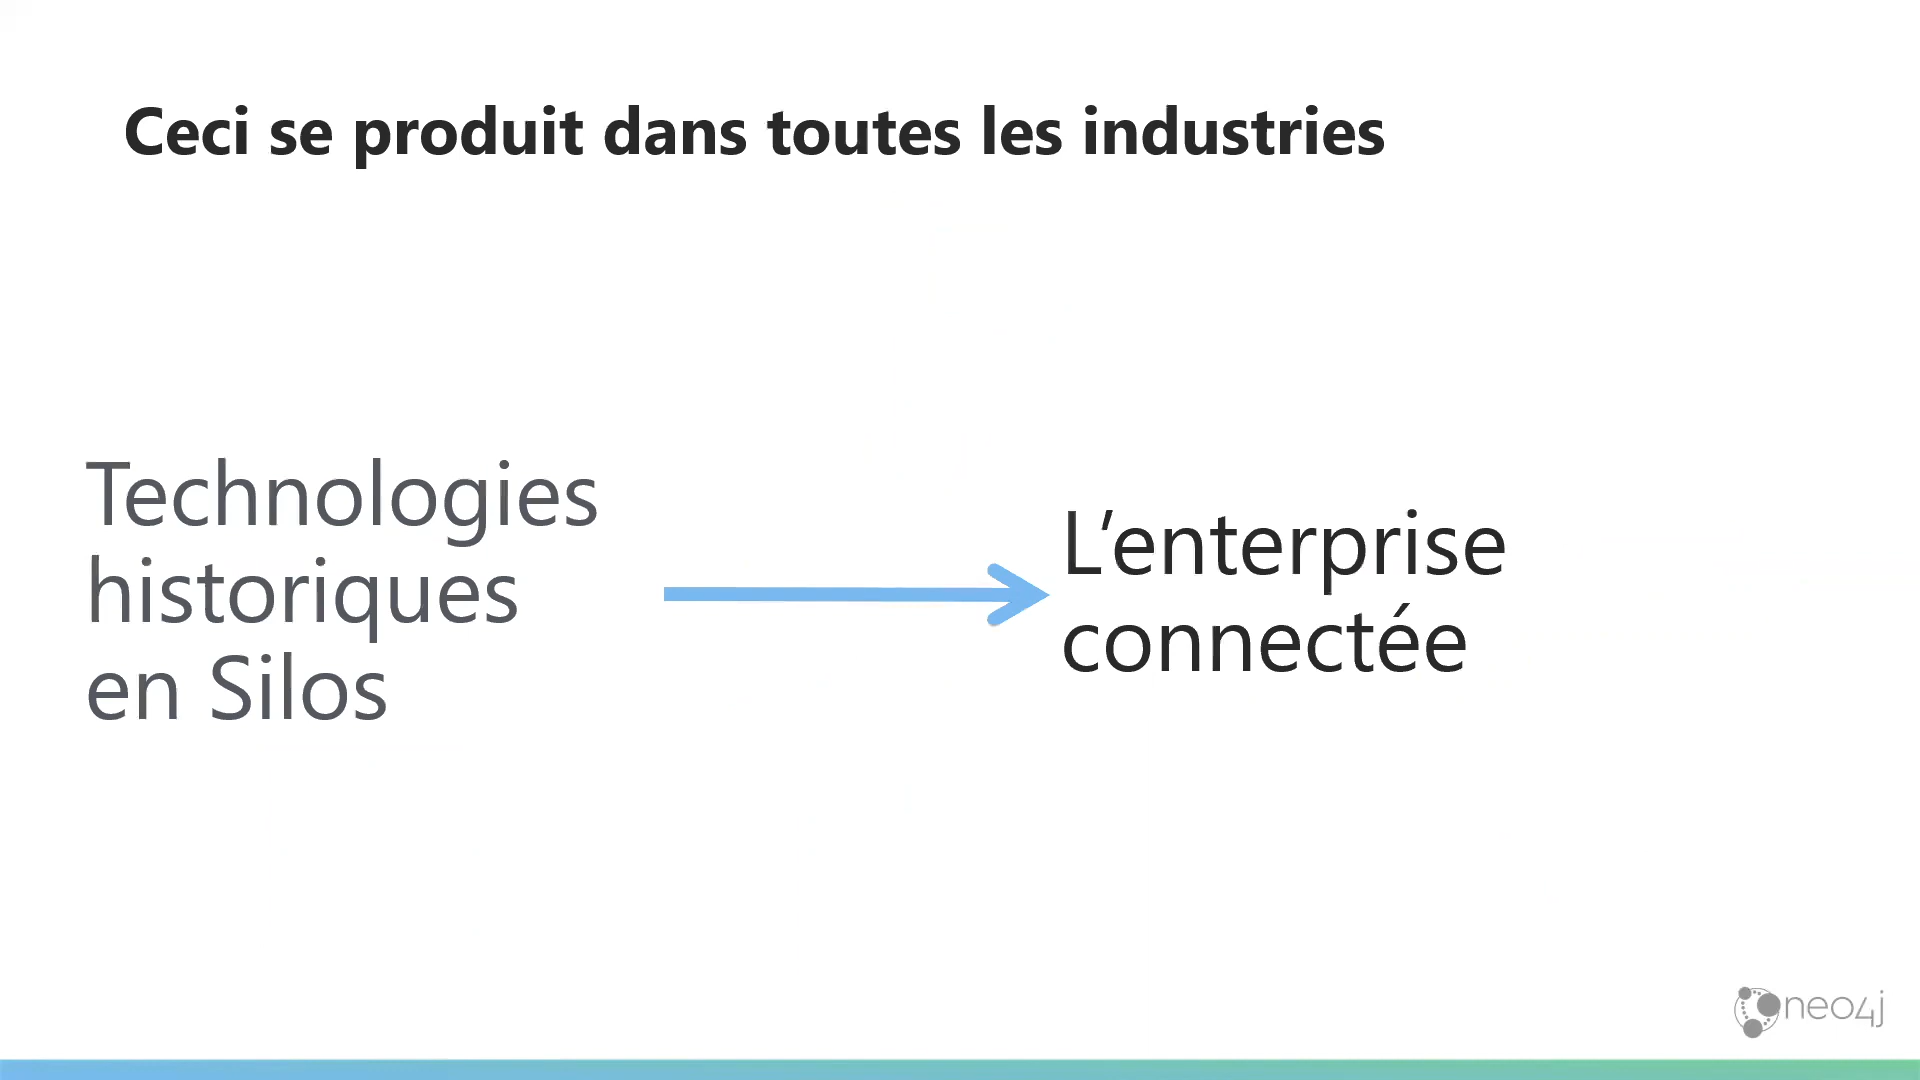 Ceci se produit dans toutes les industries
Technologies
historiques
en Silos
L’enterprise
connectée
neo4j